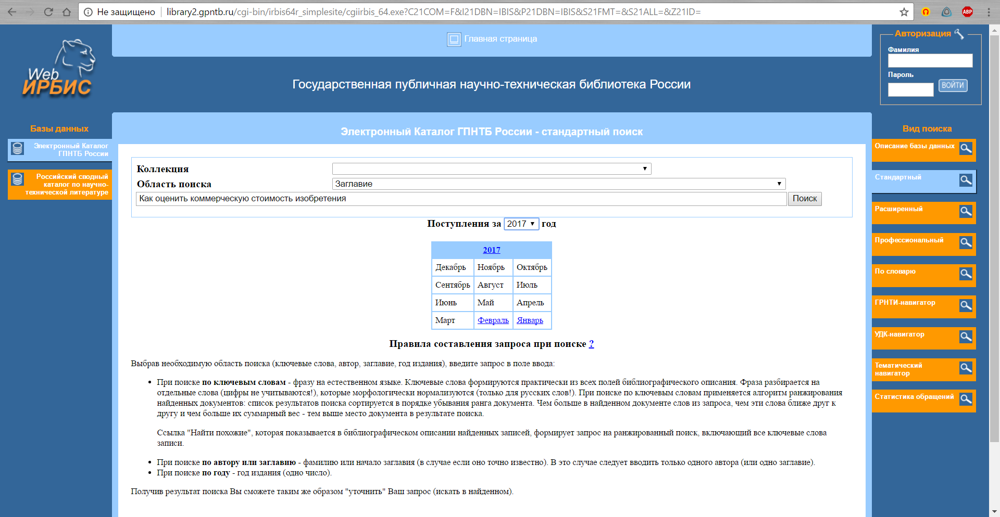 Не защищено library2.gpntb.ru/cgi-bin/irbis64r_simplesite/cgiirbis_64.exe?C21COM=F&I21DBN=IBIS&P21DBN=IBIS&S21FMT=&S21ALL=&Z21ID=
ABP
Web
ИРБИС
Главная страница
Государственная публичная научно-техническая библиотека России
Авторизация
Фамилия
Пароль
ВОЙТИ
Базы данных
Электронный Каталог
ГПНТБ России
Российский сводный
каталог по научно-
технической литературе
Электронный Каталог ГПНТБ России - стандартный поиск
Коллекция
Область поиска Заглавие
Как оценить коммерческую стоимость изобретения Поиск
Поступления за 2017 год
2017
Декабрь Ноябрь Октябрь
Сентябрь Август Июль
Июнь Май Апрель
Март Февраль Январь
Правила составления запроса при поиске ?
Выбрав необходимую область поиска (ключевые слова, автор, заглавие, год издания), введите запрос в поле ввода:
• При поиске по ключевым словам - фразу на естественном языке. Ключевые слова формируются практически из всех полей библиографического описания. Фраза разбирается на
отдельные слова (цифры не учитываются!), которые морфологически нормализуются (только для русских слов!). При поиске по ключевым словам применяется алгоритм ранжирования
найденных документов: список результатов поиска сортируется в порядке убывания ранга документа. Чем больше в найденном документе слов из запроса, чем эти слова ближе друг к
другу и чем больше их суммарный вес - тем выше место документа в результате поиска.
Ссылка "Найти похожие", которая показывается в библиографическом описании найденных записей, формирует запрос на ранжированный поиск, включающий все ключевые слова
записи.
• При поиске по автору или заглавию - фамилию или начало заглавия (в случае если оно точно известно). В это случае следует вводить только одного автора (или одно заглавие).
• При поиске по году - год издания (одно число).
Получив результат поиска Вы сможете таким же образом "уточнить" Ваш запрос (искать в найденном).
Вид поиска
Описание базы данных
Стандартный
Расширенный
Профессиональный
По словарю
ГРНТИ-навигатор
УДК-навигатор
Тематический
навигатор
Статистика обращений